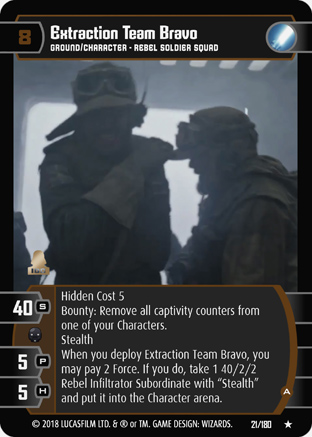 8 Extraction Team Bravo
GROUND/CHARACTER - REBEL SOLDIER SQUAD
Hidden Cost 5
40 S
Bounty: Remove all captivity counters from
one of your Characters.
Stealth
5 P
When you deploy Extraction Team Bravo, you
may pay 2 Force. If you do, take 1 40/2/2
5 H
Rebel Infiltrator Subordinate with “Stealth”
and put it into the Character arena.
A
© 2018 LUCASFILM LTD. & ® or TM. GAME DESIGN: WIZARDS. 21/180